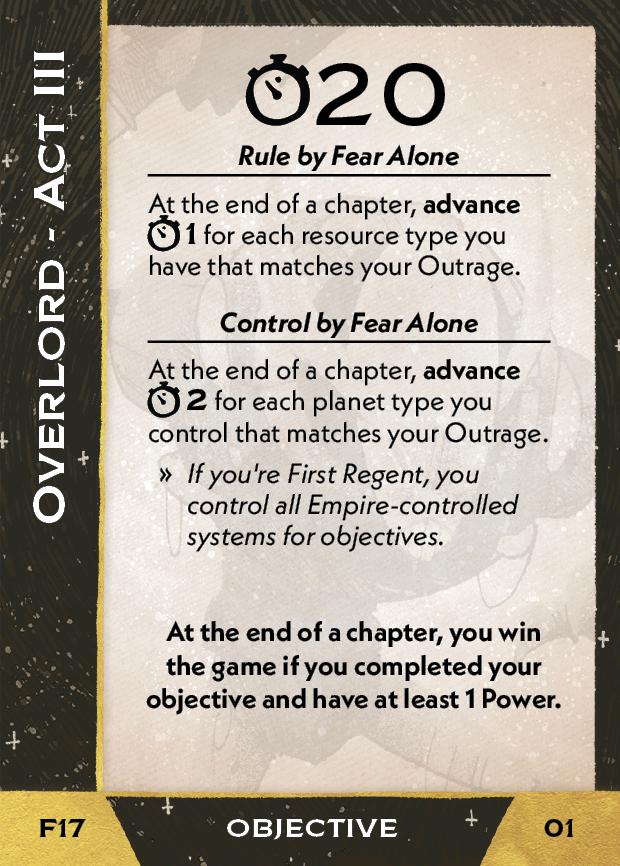 OVERLORD - ACT III
20
Rule by Fear Alone
At the end of a chapter, advance
1 for each resource type you
have that matches your Outrage.
Control by Fear Alone
At the end of a chapter, advance
2 for each planet type you
control that matches your Outrage.
» If you're First Regent, you
control all Empire-controlled
systems for objectives.
At the end of a chapter, you win
the game if you completed your
objective and have at least 1 Power.
F17 OBJECTIVE 01